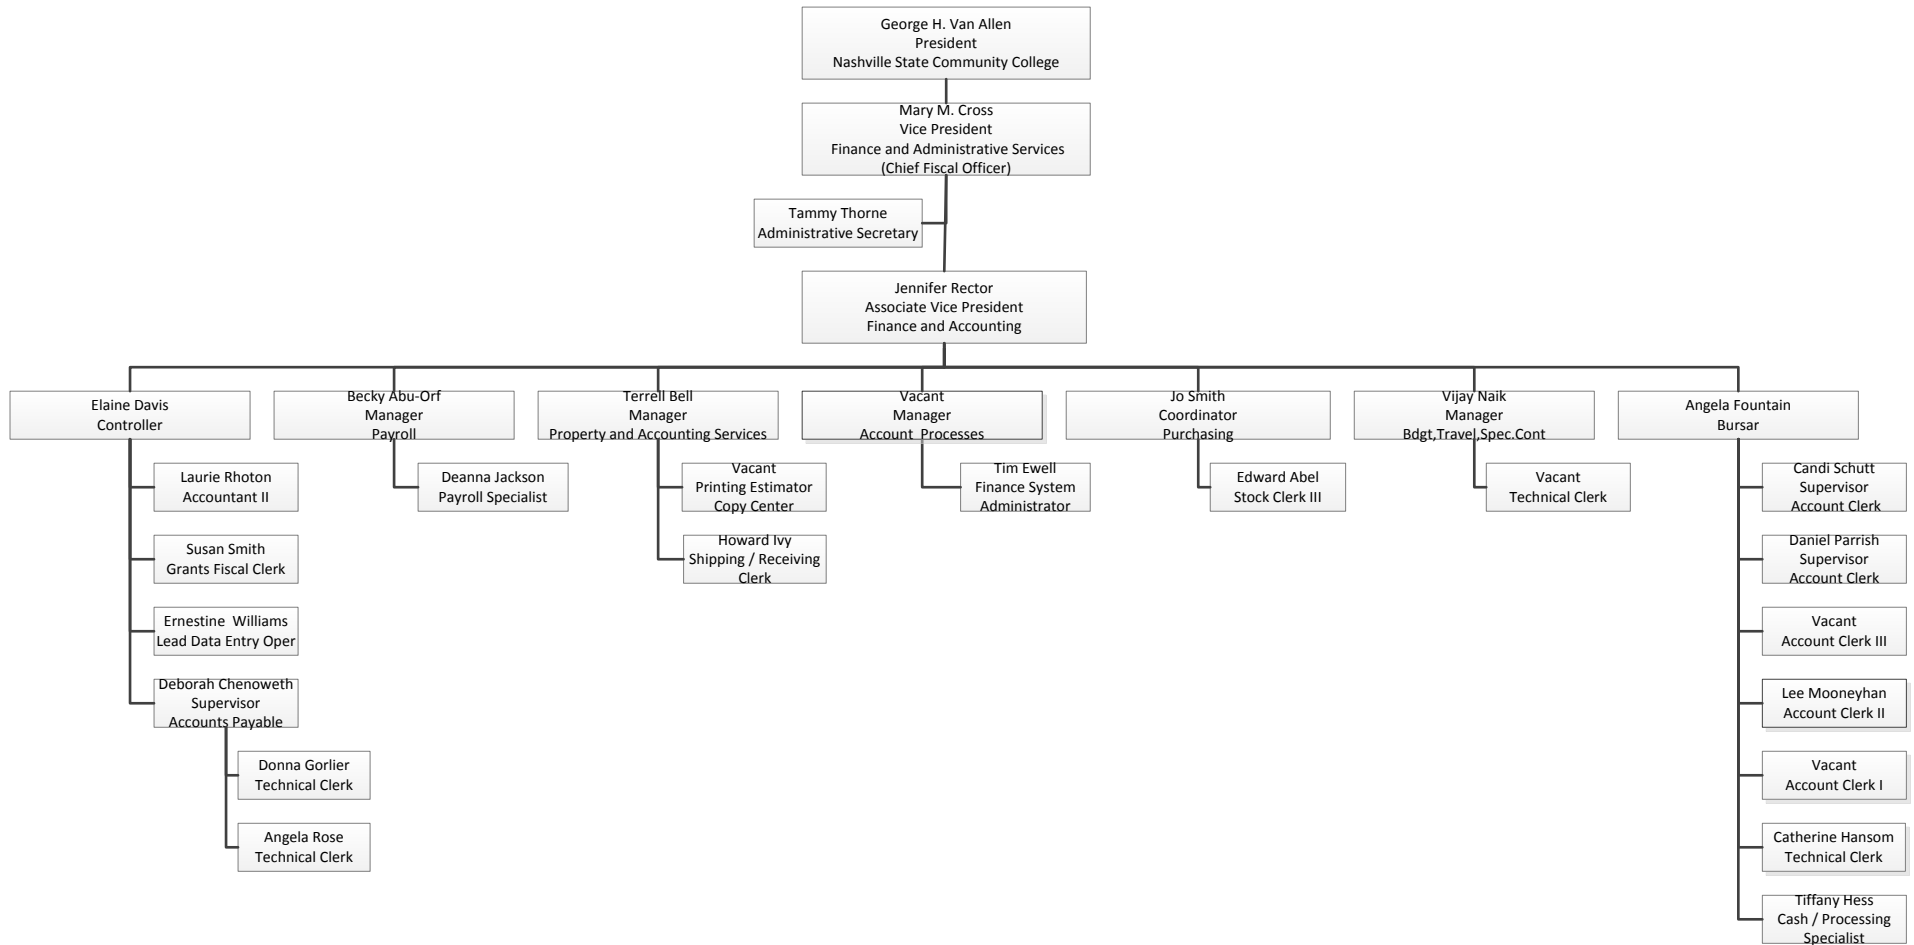 George H. Van Allen
President
Nashville State Community College
Mary M. Cross
Vice President
Finance and Administrative Services
(Chief Fiscal Officer)
Tammy Thorne
Administrative Secretary
Jennifer Rector
Associate Vice President
Finance and Accounting
Elaine Davis
Controller
Laurie Rhoton
Accountant II
Susan Smith
Grants Fiscal Clerk
Ernestine  Williams
Lead Data Entry Oper
Deborah Chenoweth
Supervisor
Accounts Payable
Donna Gorlier
Technical Clerk
Angela Rose
Technical Clerk
Becky Abu-Orf
Manager
Payroll
Deanna Jackson
Payroll Specialist
Terrell Bell
Manager
Property and Accounting Services
Vacant
Printing Estimator
Copy Center
Howard Ivy
Shipping / Receiving
Clerk
Vacant
Manager
Account  Processes
Tim Ewell
Finance System
Administrator
Jo Smith
Coordinator
Purchasing
Edward Abel
Stock Clerk III
Vijay Naik
Manager
Bdgt,Travel,Spec.Cont
Vacant
Technical Clerk
Angela Fountain
Bursar
Candi Schutt
Supervisor
Account Clerk
Daniel Parrish
Supervisor
Account Clerk
Vacant
Account Clerk III
Lee Mooneyhan
Account Clerk II
Vacant
Account Clerk I
Catherine Hansom
Technical Clerk
Tiffany Hess
Cash / Processing
Specialist